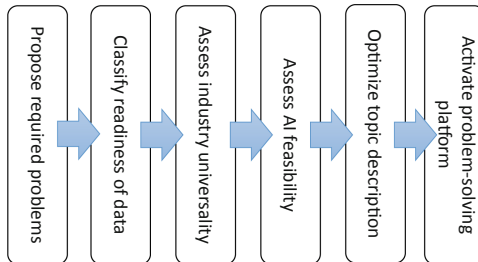 Propose required problems
Classify readiness of data
Assess industry universality
Assess AI feasibility
Optimize topic description
Activate problem-solving
platform